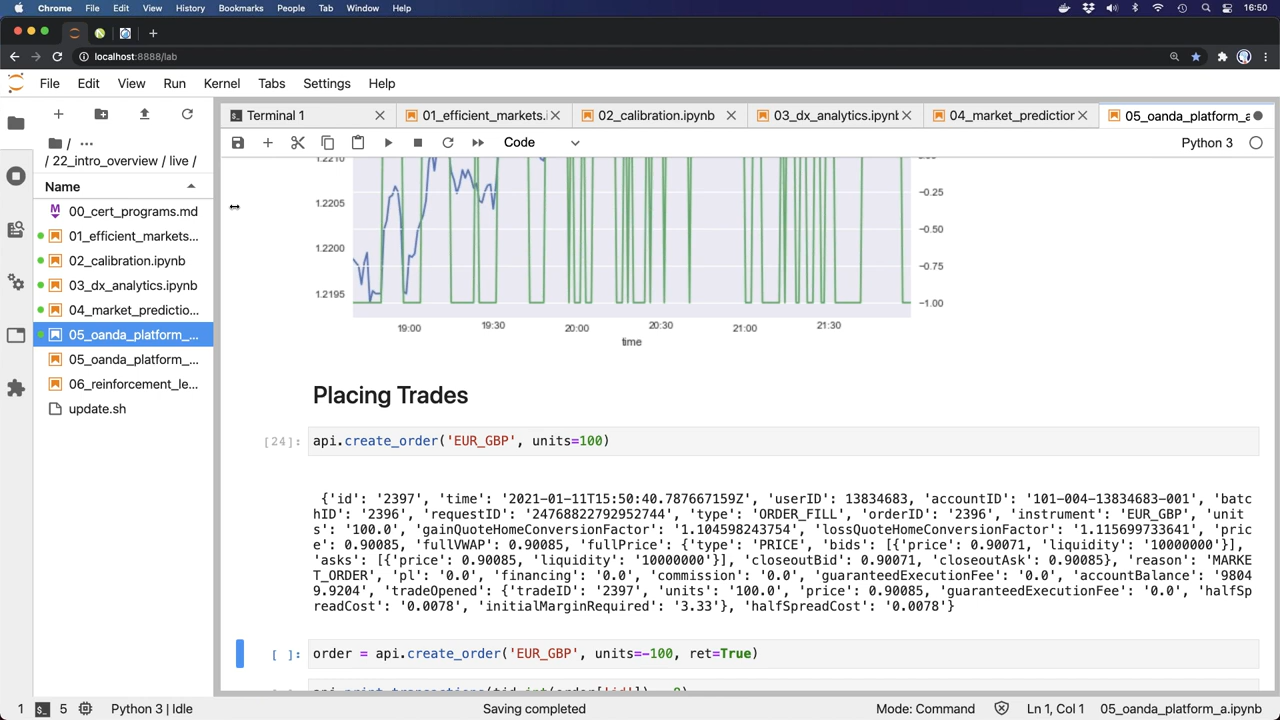 Chrome File Edit View History Bookmarks People Tab Window Help 16:50
localhost:8888/lab
File Edit View Run Kernel Tabs Settings Help
Terminal 1 01_efficient_markets. 02_calibration.ipynb 03_dx_analytics.ipynb 04_market_prediction 05_oanda_platform_a
Code Python 3
/ ...
/ 22_intro_overview / live /
Name
00_cert_programs.md
01_efficient_markets...
02_calibration.ipynb
03_dx_analytics.ipynb
04_market_predictio...
05_oanda_platform_...
05_oanda_platform_...
06_reinforcement_le...
update.sh
1.2210
1.2205 -0.25
1.2200 -0.50
-0.75
1.2195 -1.00
19:00 19:30 20:00 20:30 21:00 21:30
time
Placing Trades
[24]: api.create_order('EUR_GBP', units=100)
{'id': '2397', 'time': '2021-01-11T15:50:40.787667159Z', 'userID': 13834683, 'accountID': '101-004-13834683-001', 'batc
hID': '2396', 'requestID': '24768822792952744', 'type': 'ORDER_FILL', 'orderID': '2396', 'instrument': 'EUR_GBP', 'unit
s': '100.0', 'gainQuoteHomeConversionFactor': '1.104598243754', 'lossQuoteHomeConversionFactor': '1.115699733641', 'pric
e': 0.90085, 'fullVWAP': 0.90085, 'fullPrice': {'type': 'PRICE', 'bids': [{'price': 0.90071, 'liquidity': '10000000'}],
'asks': [{'price': 0.90085, 'liquidity': '10000000'}], 'closeoutBid': 0.90071, 'closeoutAsk': 0.90085}, 'reason': 'MARKE
T_ORDER', 'pl': '0.0', 'financing': '0.0', 'commission': '0.0', 'guaranteedExecutionFee': '0.0', 'accountBalance': '9804
9.9204', 'tradeOpened': {'tradeID': '2397', 'units': '100.0', 'price': 0.90085, 'guaranteedExecutionFee': '0.0', 'halfSp
readCost': '0.0078', 'initialMarginRequired': '3.33'}, 'halfSpreadCost': '0.0078'}
[ ]: order = api.create_order('EUR_GBP', units=-100, ret=True)
1 5 Python 3 | Idle Saving completed Mode: Command Ln 1, Col 1 05_oanda_platform_a.ipynb